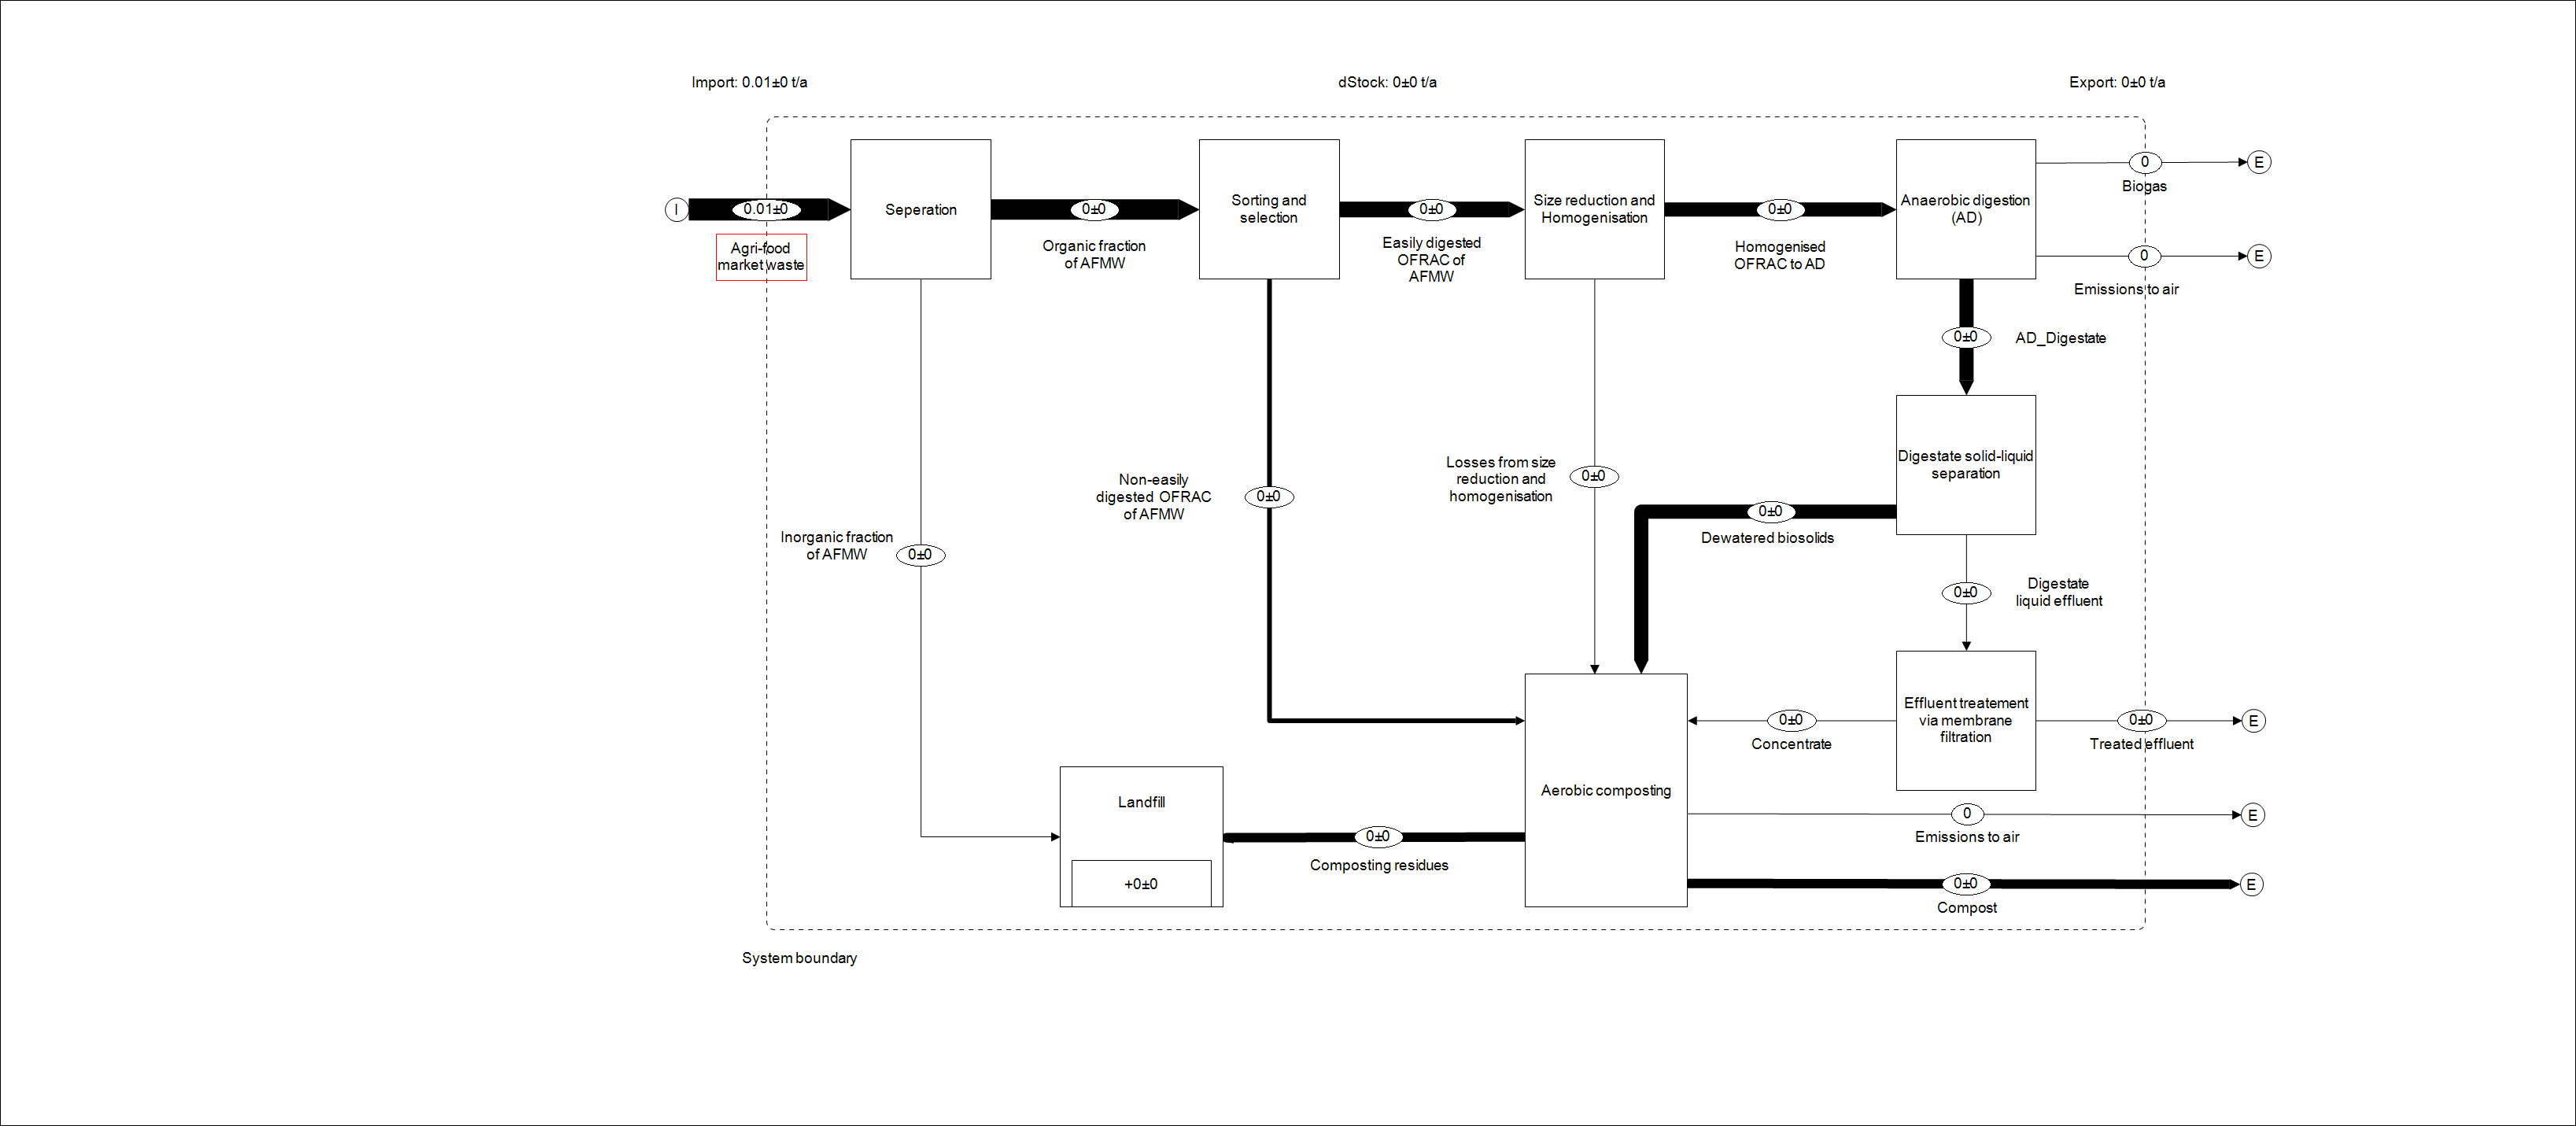 Import: 0.01±0 t/a
dStock: 0±0 t/a
Export: 0±0 t/a
I
0.01±0
Agri-food
market waste
Seperation
0±0
Organic fraction
of AFMW
Sorting and
selection
0±0
Easily digested
OFRAC of
AFMW
Size reduction and
Homogenisation
0±0
Homogenised
OFRAC to AD
Anaerobic digestion
(AD)
0
E
Biogas
0
E
Emissions to air
0±0
AD_Digestate
Digestate solid-liquid
separation
Losses from size
reduction and
homogenisation
0±0
Non-easily
digested OFRAC
of AFMW
0±0
0±0
Dewatered biosolids
Inorganic fraction
of AFMW
0±0
0±0
Digestate
liquid effluent
Effluent treatement
via membrane
filtration
0±0
Concentrate
0±0
E
Treated effluent
Aerobic composting
Landfill
+0±0
0±0
Composting residues
0
E
Emissions to air
0±0
E
Compost
System boundary